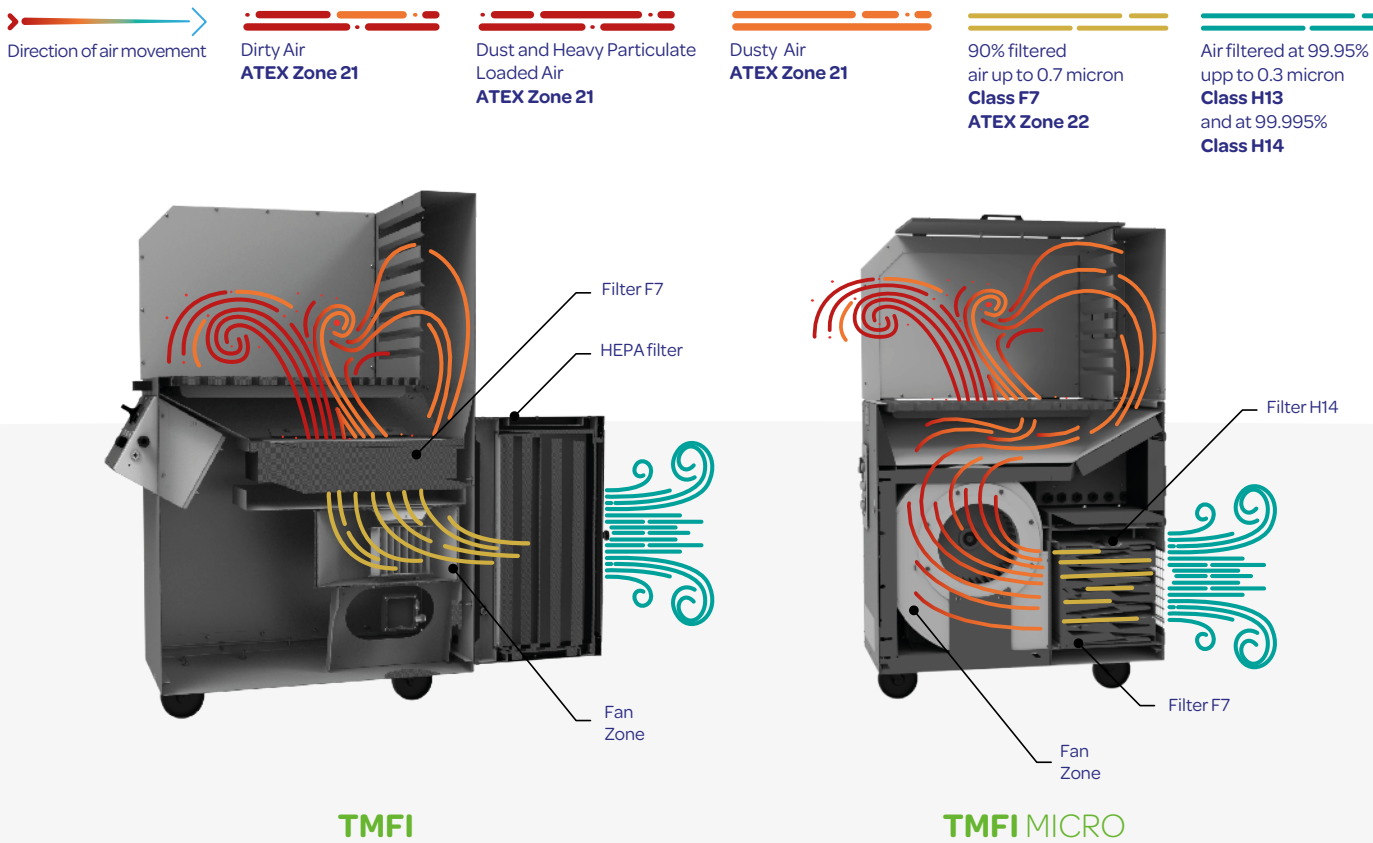 Direction of air movement
Dirty Air
ATEX Zone 21
Dust and Heavy Particulate
Loaded Air
ATEX Zone 21
Dusty Air
ATEX Zone 21
90% filtered
air up to 0.7 micron
Class F7
ATEX Zone 22
Air filtered at 99.95%
upp to 0.3 micron
Class H13
and at 99.995%
Class H14
Filter F7
HEPA filter
Fan
Zone
TMFI
Filter H14
Filter F7
Fan
Zone
TMFI MICRO